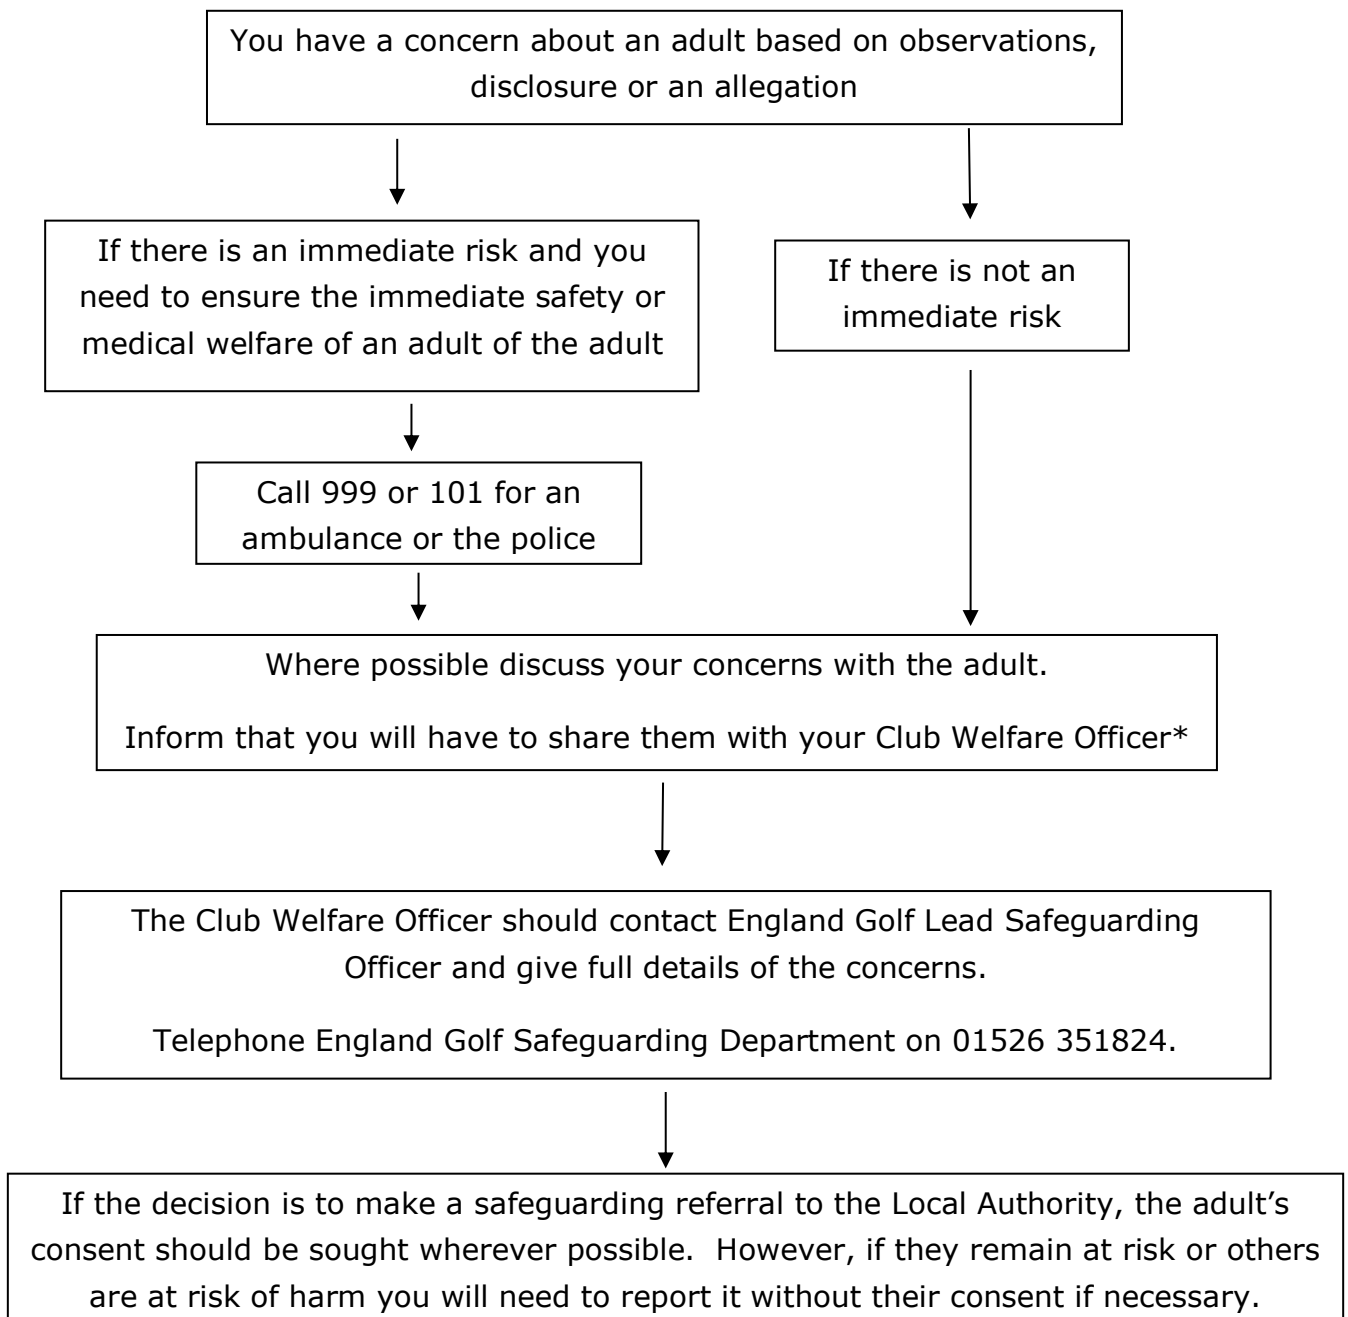 You have a concern about an adult based on observations,
disclosure or an allegation
If there is an immediate risk and you
need to ensure the immediate safety or
medical welfare of an adult of the adult
If there is not an
immediate risk
Call 999 or 101 for an
ambulance or the police
Where possible discuss your concerns with the adult.
Inform that you will have to share them with your Club Welfare Officer*
The Club Welfare Officer should contact England Golf Lead Safeguarding
Officer and give full details of the concerns.
Telephone England Golf Safeguarding Department on 01526 351824.
If the decision is to make a safeguarding referral to the Local Authority, the adult’s
consent should be sought wherever possible.  However, if they remain at risk or others
are at risk of harm you will need to report it without their consent if necessary.